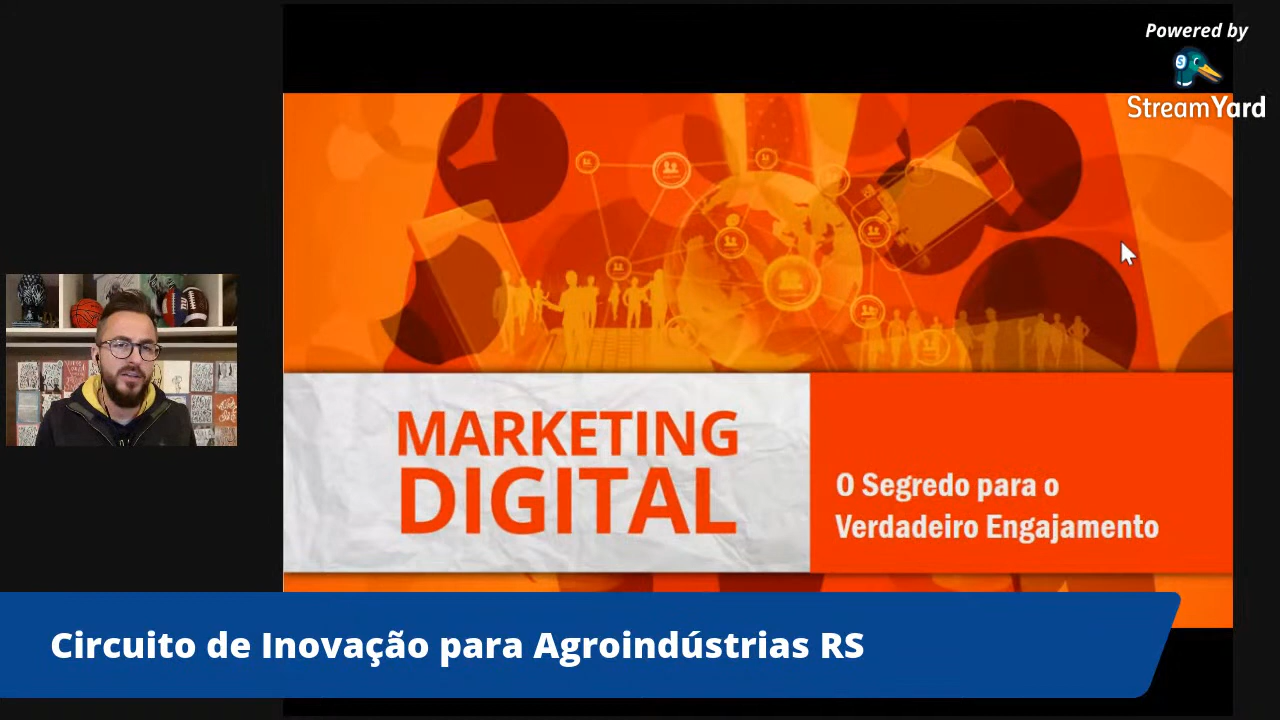 Powered by
StreamYard
MARKETING
DIGITAL
O Segredo para o
Verdadeiro Engajamento
Circuito de Inovação para Agroindústrias RS